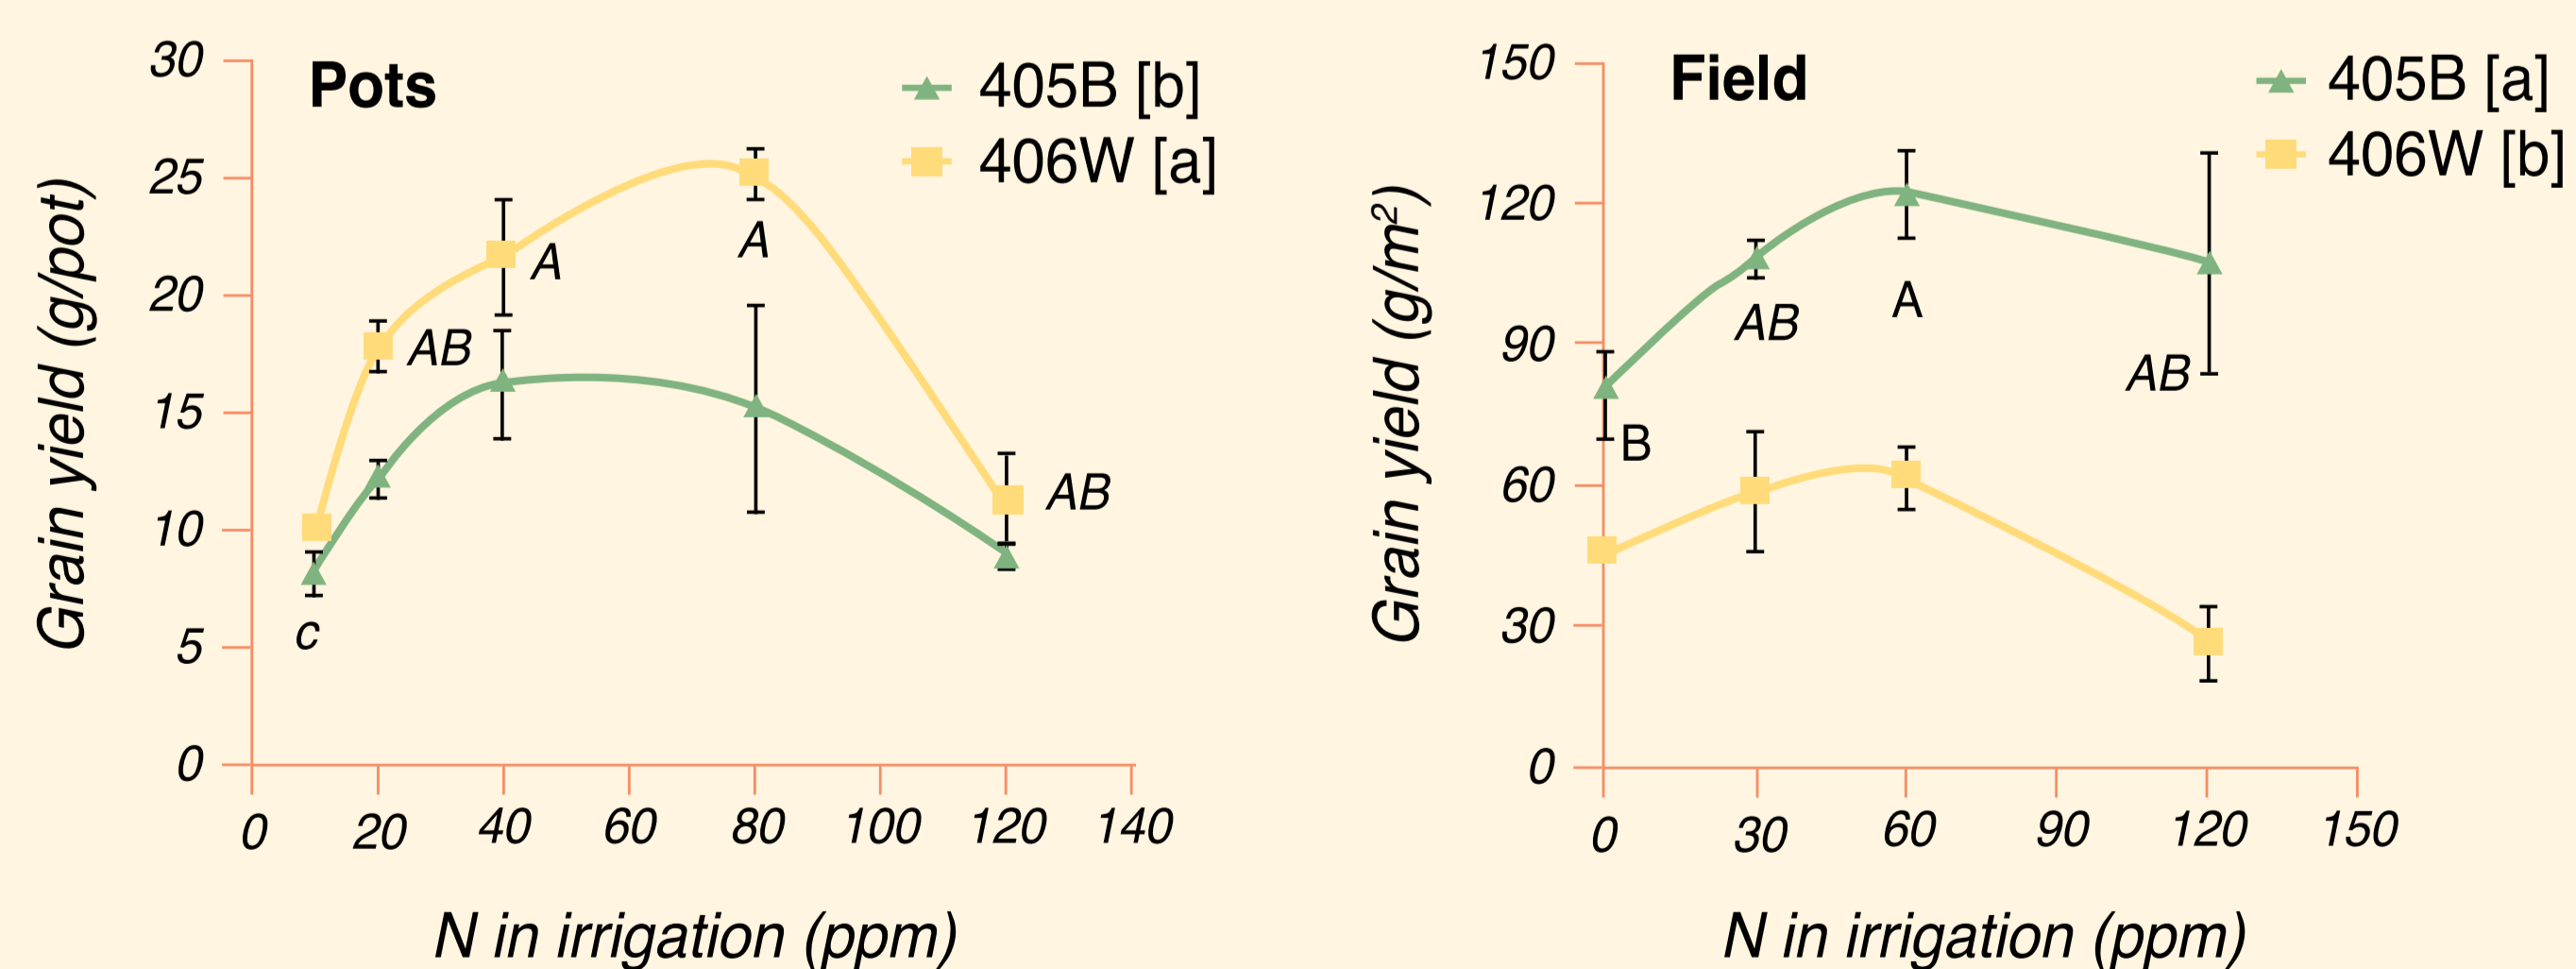 Pots
405B [b]
406W [a]
Grain yield (g/pot)
30
25
20
15
10
5
0
A
A
AB
AB
c
0 20 40 60 80 100 120 140
N in irrigation (ppm)
Field
405B [a]
406W [b]
Grain yield (g/m²)
150
120
90
60
30
0
A
AB
AB
B
0 30 60 90 120 150
N in irrigation (ppm)